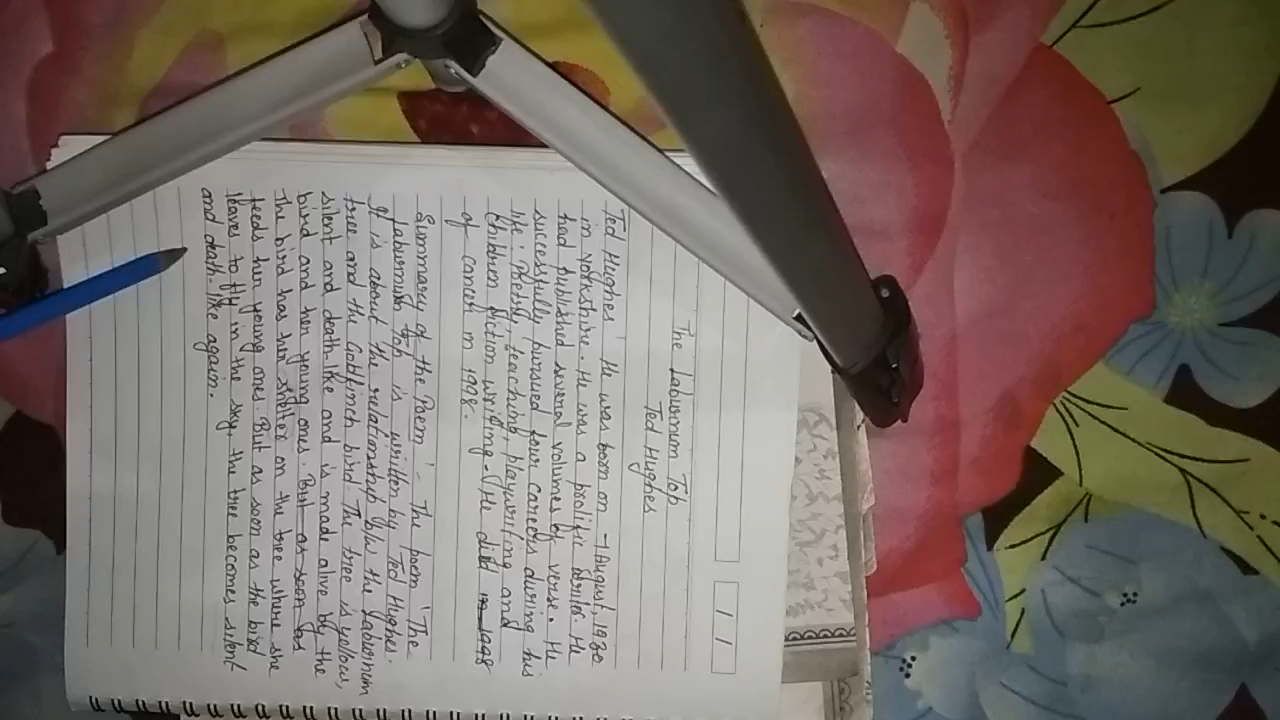 The Laburnum Top
Ted Hughes
Ted Hughes' He was born on -1 August, 1930
in yorkshire. He was a prolific writer. He
had published several volumes of verse. He
successfully pursued four careers during his
life: Poetry, teaching, playwriting and
Children fiction writing. He died in 1998
of cancer in 1998.
Summary of the Poem :- The poem 'The
Laburnum top is written by Ted Hughes.
It is about the relationship b/w the Laburnum
tree and the Goldfinch bird. The tree is yellow,
silent and death-like and is made alive by the
bird and her young ones. But as soon as
The bird has her shelter on the tree where she
feeds her young ones. But as soon as the bird
leaves to fly in the sky, the tree becomes silent
and death-like again.